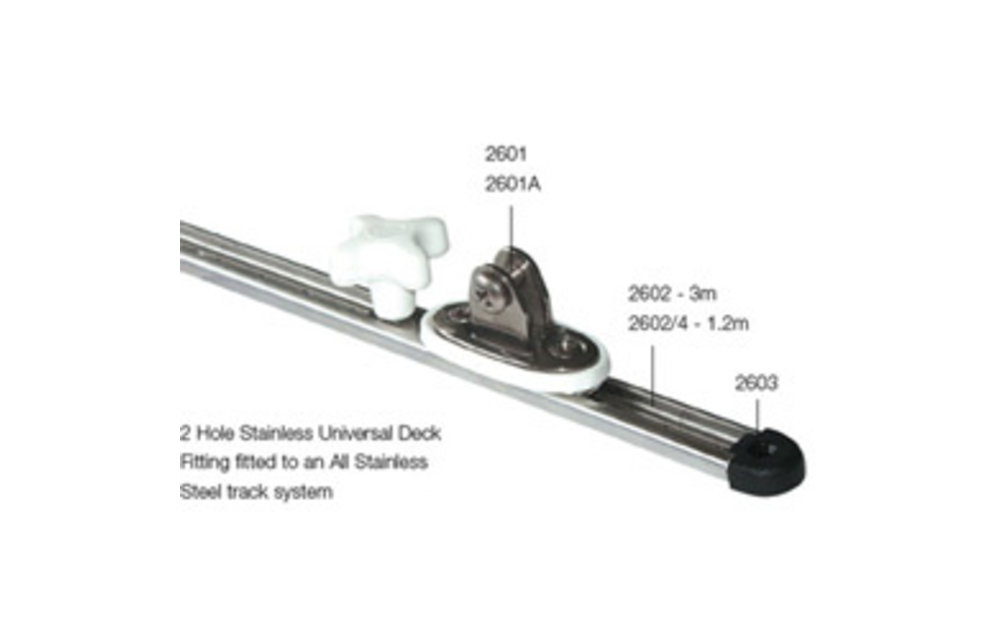 2601
2601A
2602 - 3m
2602/4 - 1.2m
2603
2 Hole Stainless Universal Deck
Fitting fitted to an All Stainless
Steel track system